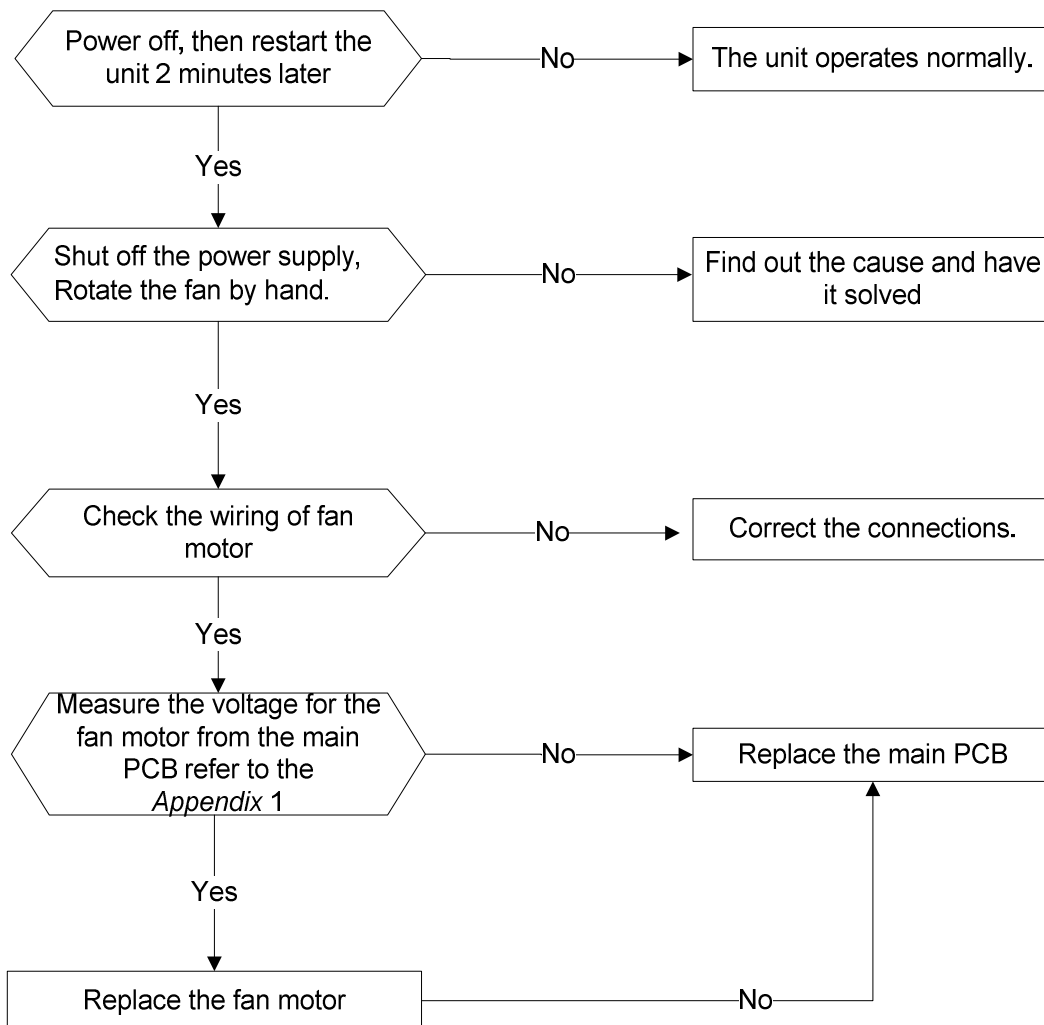 Power off, then restart the
unit 2 minutes later
No
The unit operates normally.
Yes
Shut off the power supply,
Rotate the fan by hand.
No
Find out the cause and have
it solved
Yes
Check the wiring of fan
motor
No
Correct the connections.
Yes
Measure the voltage for the
fan motor from the main
PCB refer to the
Appendix 1
No
Replace the main PCB
Yes
Replace the fan motor
No